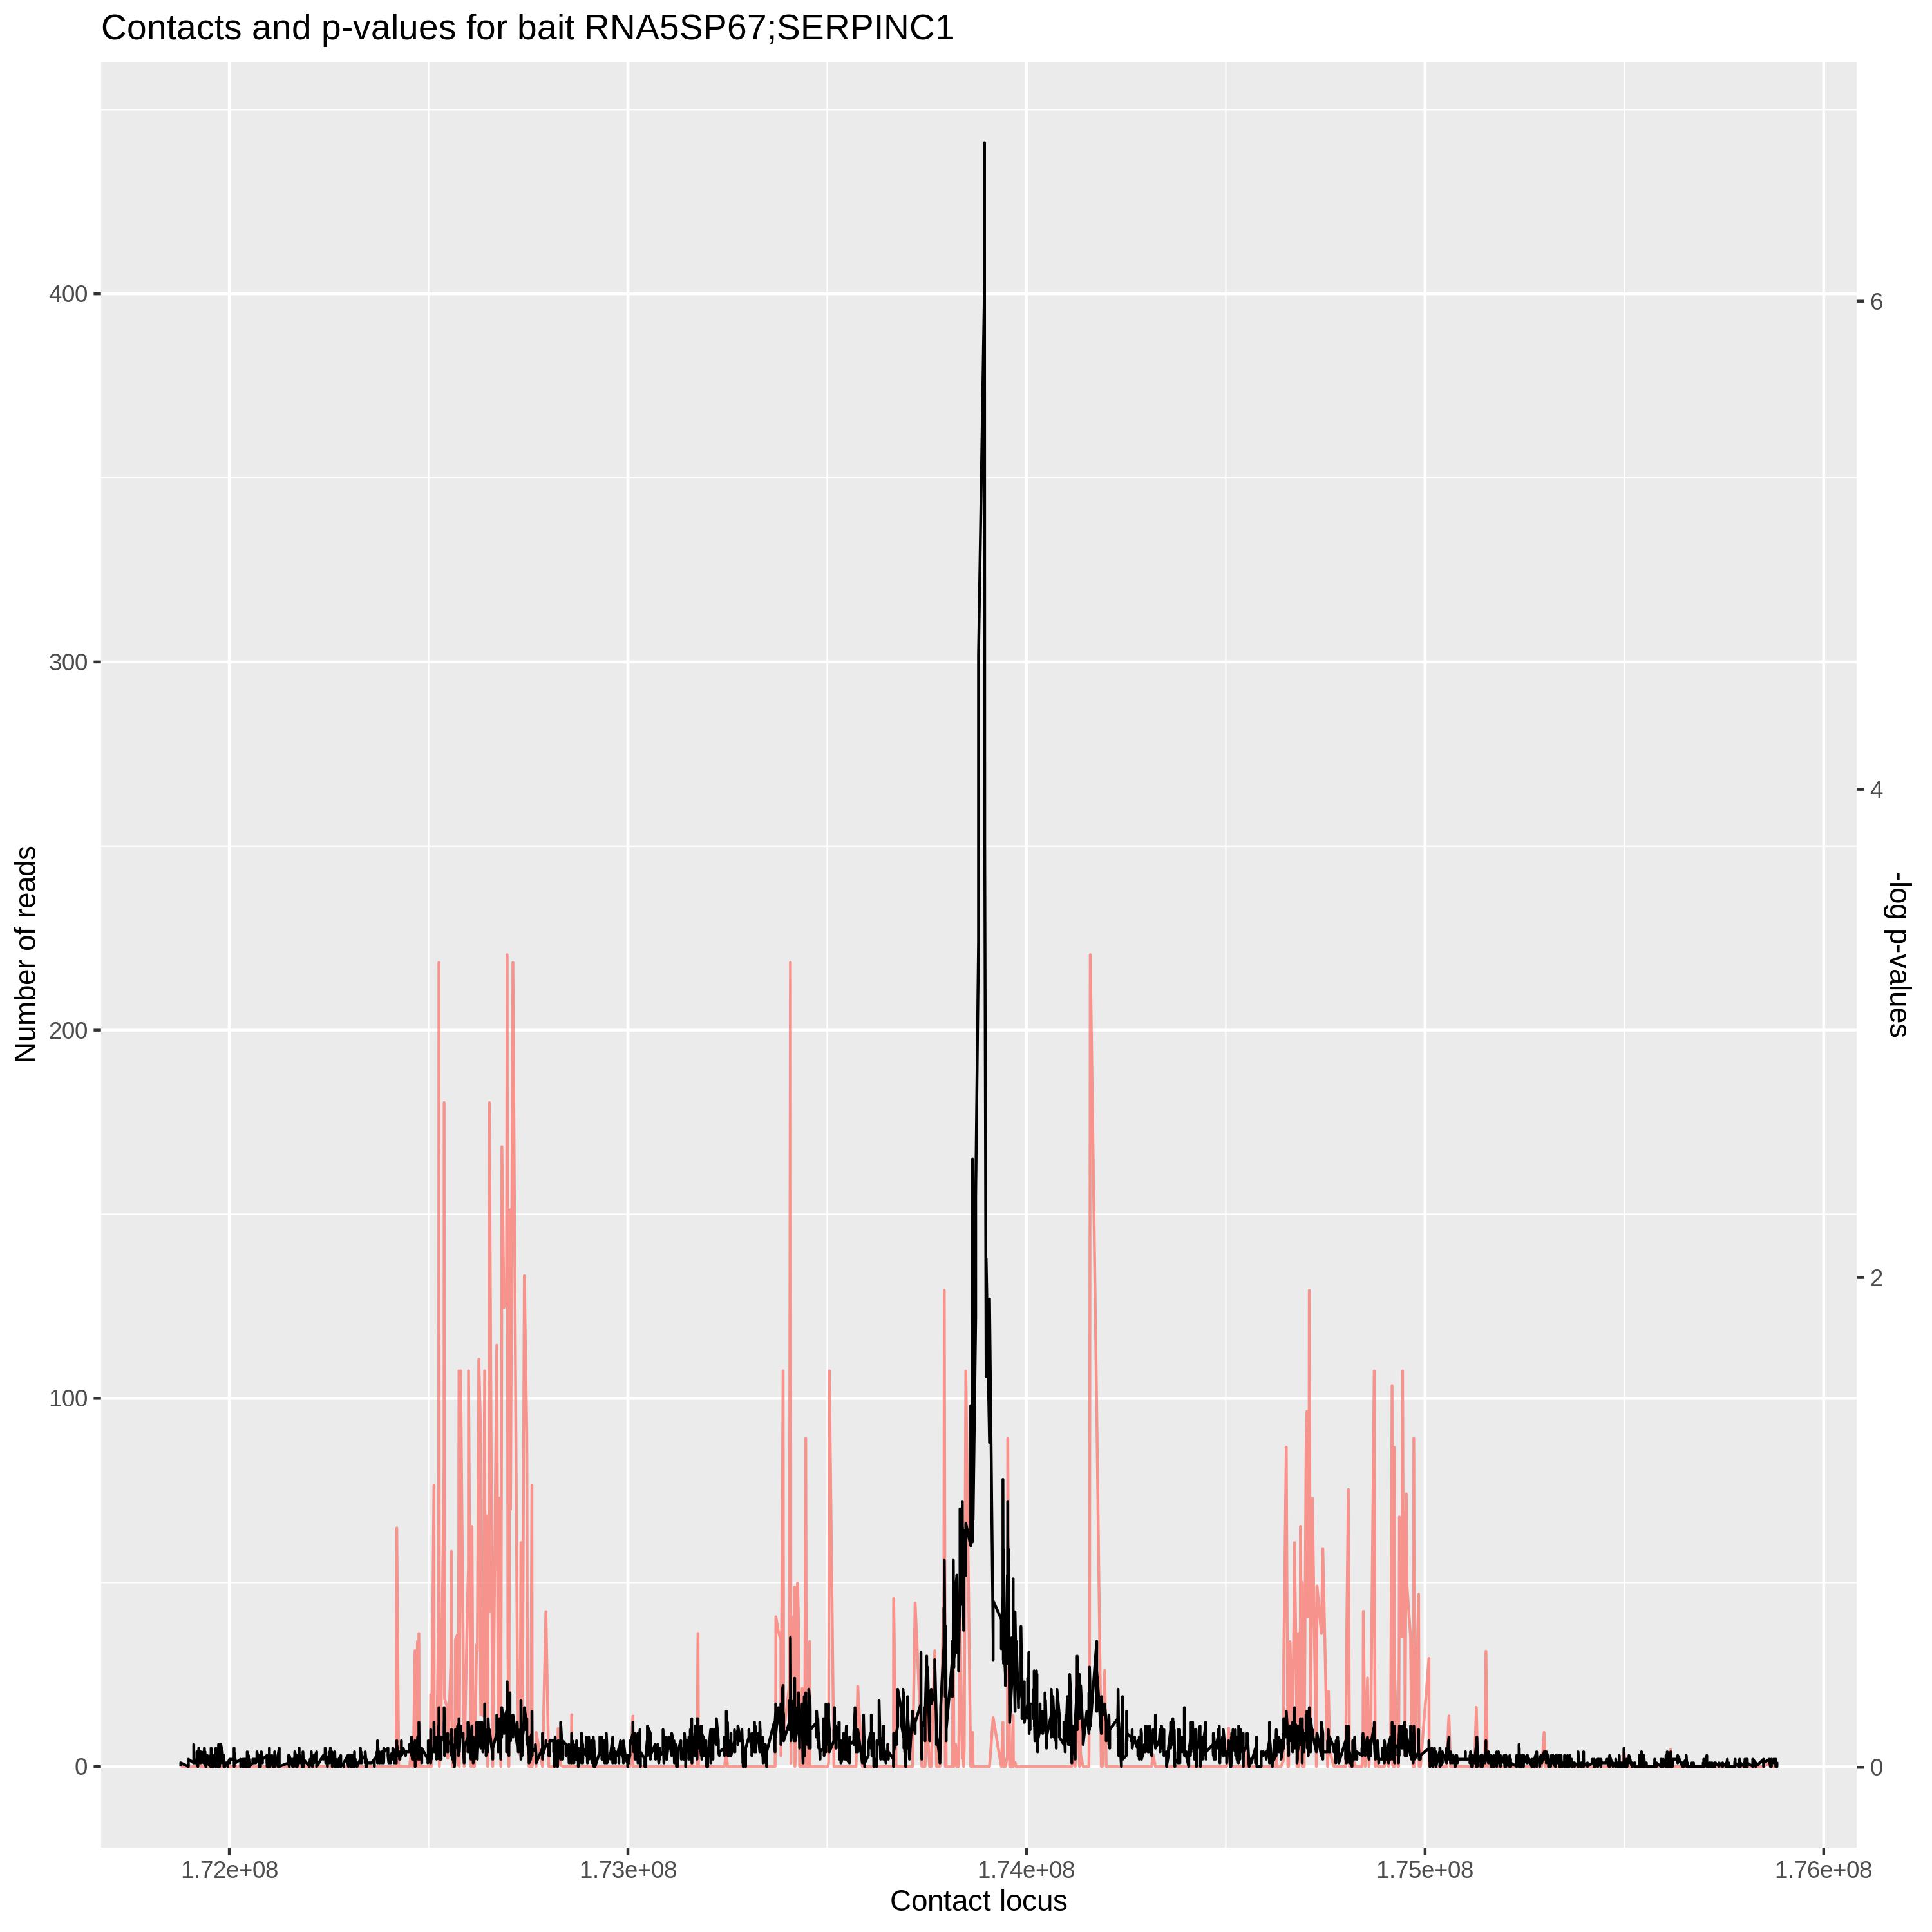 Contacts and p-values for bait RNA5SP67;SERPINC1
400
300
200
100
0
Number of reads
6
4
2
0
-log p-values
1.72e+08
1.73e+08
1.74e+08
1.75e+08
1.76e+08
Contact locus